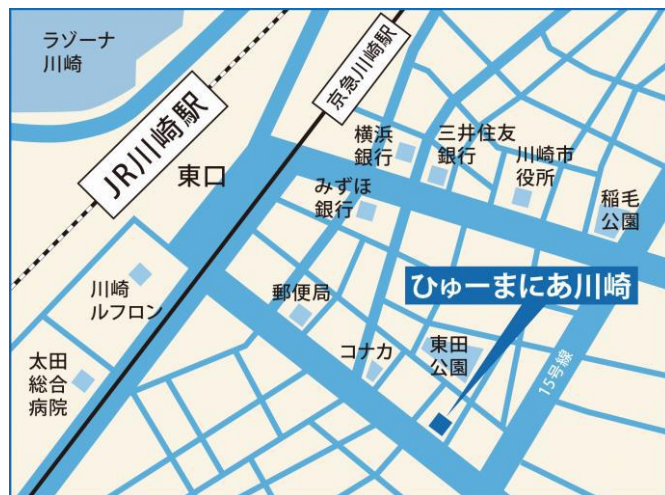 ラゾーナ
川崎
JR川崎駅
京急川崎駅
東口
横浜
銀行
三井住友
銀行
川崎市
役所
稲毛
公園
みずほ
銀行
川崎
ルフロン
郵便局
ひゅーまにあ川崎
コナカ
東田
公園
太田
総合
病院
15号線